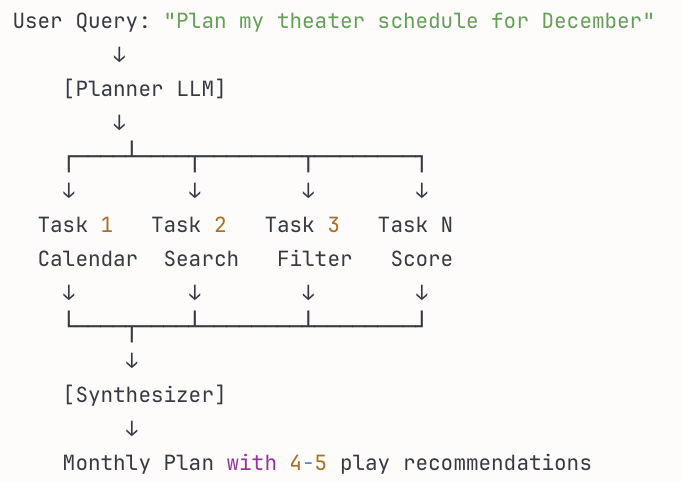 User Query: "Plan my theater schedule for December"
↓
[Planner LLM]
↓
┌────┴────┬────────┬────────┐
↓ ↓ ↓ ↓
Task 1 Task 2 Task 3 Task N
Calendar Search Filter Score
↓ ↓ ↓ ↓
└────┬────┴────────┴────────┘
↓
[Synthesizer]
↓
Monthly Plan with 4-5 play recommendations